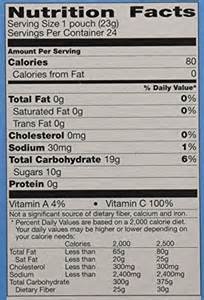 Nutrition Facts
Serving Size 1 pouch (23g)
Servings Per Container 24
Amount Per Serving
Calories 80
Calories from Fat 0
% Daily Value*
Total Fat 0g 0%
Saturated Fat 0g 0%
Trans Fat 0g
Cholesterol 0mg 0%
Sodium 30mg 1%
Total Carbohydrate 19g 6%
Sugars 10g
Protein 0g
Vitamin A 4% • Vitamin C 100%
Not a significant source of dietary fiber, calcium and iron.
* Percent Daily Values are based on a 2,000 calorie diet.
Your daily values may be higher or lower depending on
your calorie needs:
Calories 2,000 2,500
Total Fat Less than 65g 80g
Sat Fat Less than 20g 25g
Cholesterol Less than 300mg 300mg
Sodium Less than 2,400mg 2,400mg
Total Carbohydrate 300g 375g
Dietary Fiber 25g 30g